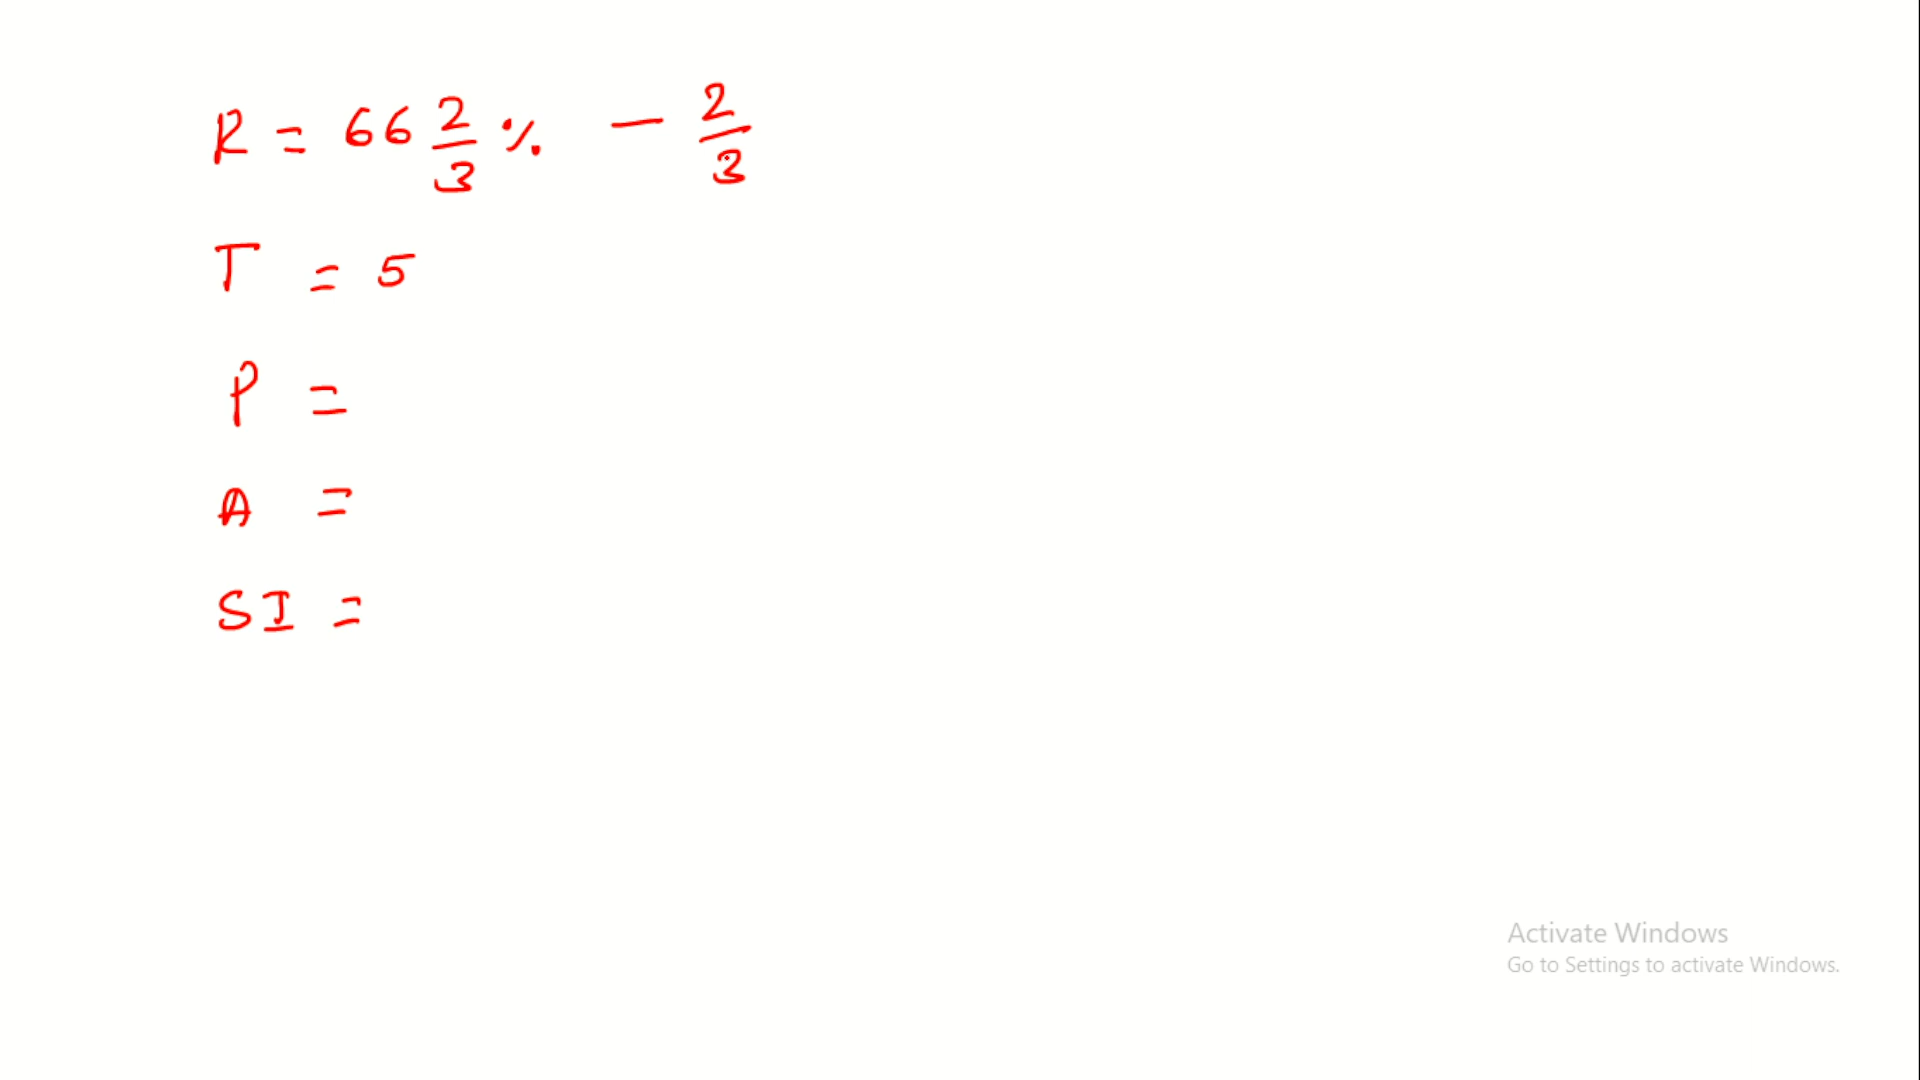 R = 66 2/3 % — 2/3
T = 5
P =
A =
SI =
Activate Windows
Go to Settings to activate Windows.